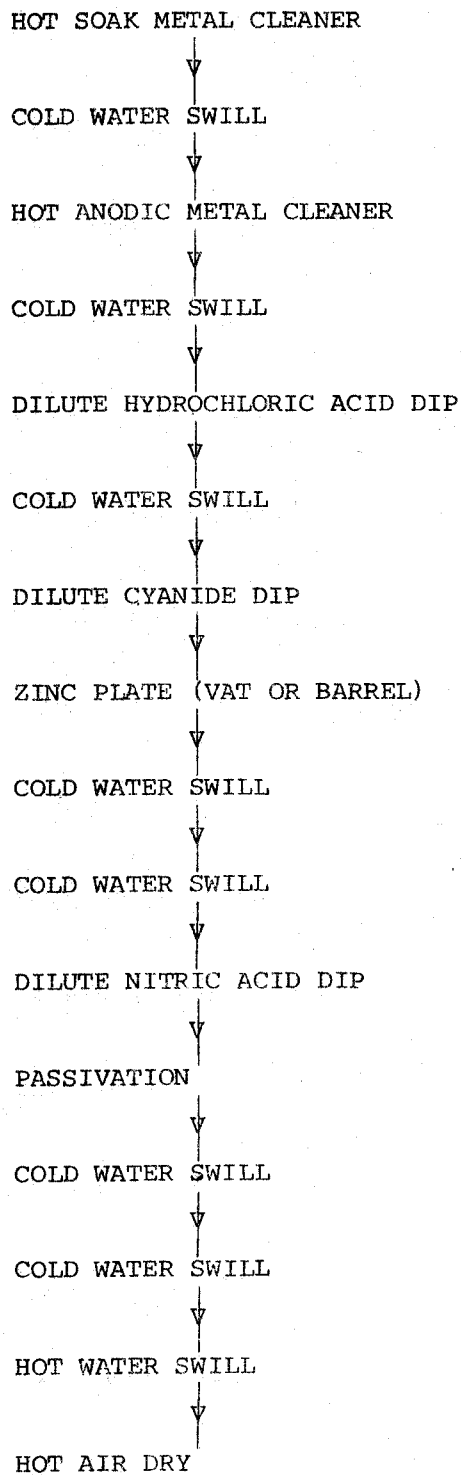 HOT SOAK METAL CLEANER
COLD WATER SWILL
HOT ANODIC METAL CLEANER
COLD WATER SWILL
DILUTE HYDROCHLORIC ACID DIP
COLD WATER SWILL
DILUTE CYANIDE DIP
ZINC PLATE (VAT OR BARREL)
COLD WATER SWILL
COLD WATER SWILL
DILUTE NITRIC ACID DIP
PASSIVATION
COLD WATER SWILL
COLD WATER SWILL
HOT WATER SWILL
HOT AIR DRY